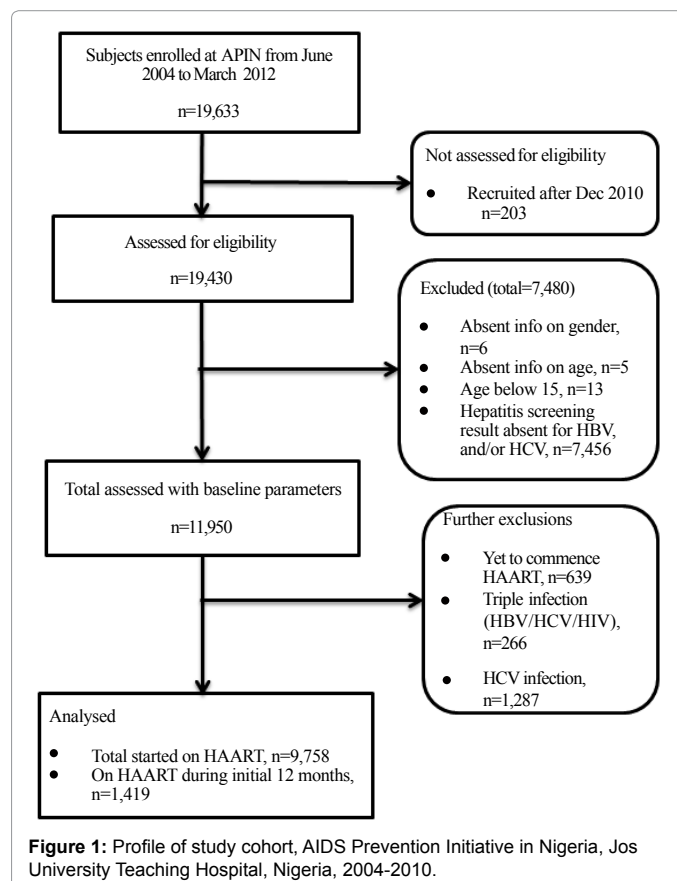 Subjects enrolled at APIN from June
2004 to March 2012
n=19,633
Not assessed for eligibility
● Recruited after Dec 2010
n=203
Assessed for eligibility
n=19,430
Excluded (total=7,480)
● Absent info on gender,
n=6
● Absent info on age, n=5
● Age below 15, n=13
● Hepatitis screening
result absent for HBV,
and/or HCV, n=7,456
Total assessed with baseline parameters
n=11,950
Further exclusions
● Yet to commence
HAART, n=639
● Triple infection
(HBV/HCV/HIV),
n=266
● HCV infection,
n=1,287
Analysed
● Total started on HAART, n=9,758
● On HAART during initial 12 months,
n=1,419
Figure 1: Profile of study cohort, AIDS Prevention Initiative in Nigeria, Jos
University Teaching Hospital, Nigeria, 2004-2010.